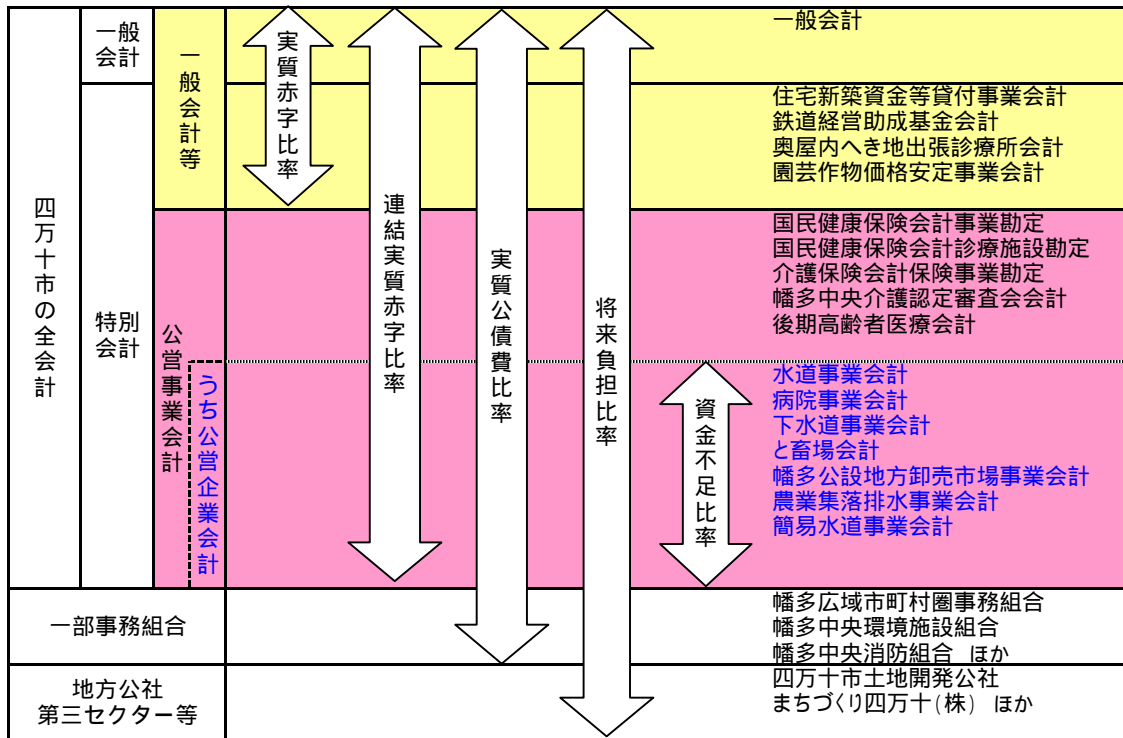 四万十市の全会計
一般
会計
特別
会計
一般会計等
公営事業会計
うち公営企業会計
実質赤字比率
連結実質赤字比率
実質公債費比率
将来負担比率
資金不足比率
一般会計
住宅新築資金等貸付事業会計
鉄道経営助成基金会計
奥屋内へき地出張診療所会計
園芸作物価格安定事業会計
国民健康保険会計事業勘定
国民健康保険会計診療施設勘定
介護保険会計保険事業勘定
幡多中央介護認定審査会会計
後期高齢者医療会計
水道事業会計
病院事業会計
下水道事業会計
と畜場会計
幡多公設地方卸売市場事業会計
農業集落排水事業会計
簡易水道事業会計
一部事務組合
幡多広域市町村圏事務組合
幡多中央環境施設組合
幡多中央消防組合 ほか
地方公社
第三セクター等
四万十市土地開発公社
まちづくり四万十(株) ほか